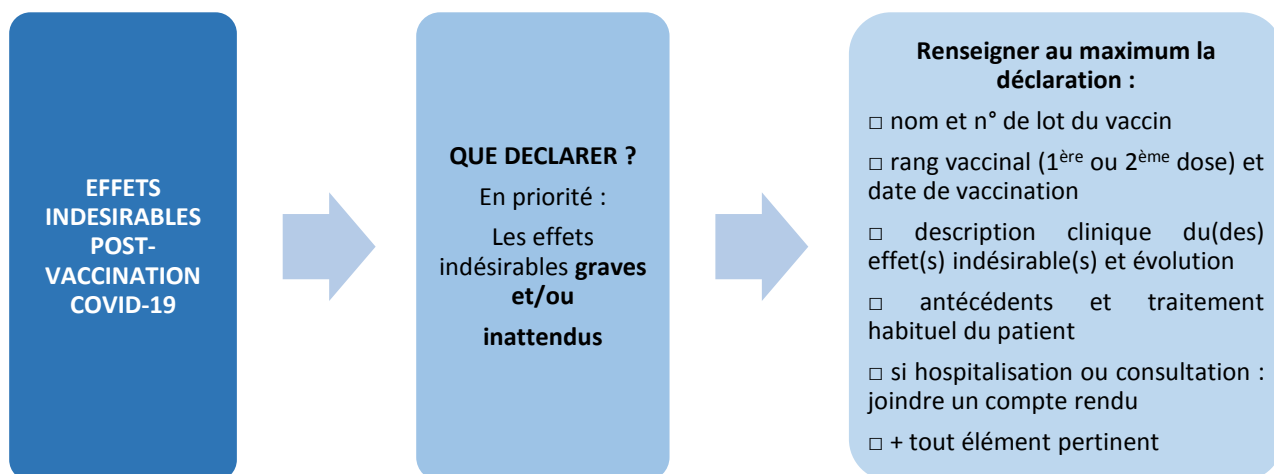 EFFETS
INDESIRABLES
POST-
VACCINATION
COVID-19
QUE DECLARER ?
En priorité :
Les effets
indésirables graves
et/ou
inattendus
Renseigner au maximum la
déclaration :
□ nom et n° de lot du vaccin
□ rang vaccinal (1ère ou 2ème dose) et
date de vaccination
□ description clinique du(des)
effet(s) indésirable(s) et évolution
□ antécédents et traitement
habituel du patient
□ si hospitalisation ou consultation :
joindre un compte rendu
□ + tout élément pertinent